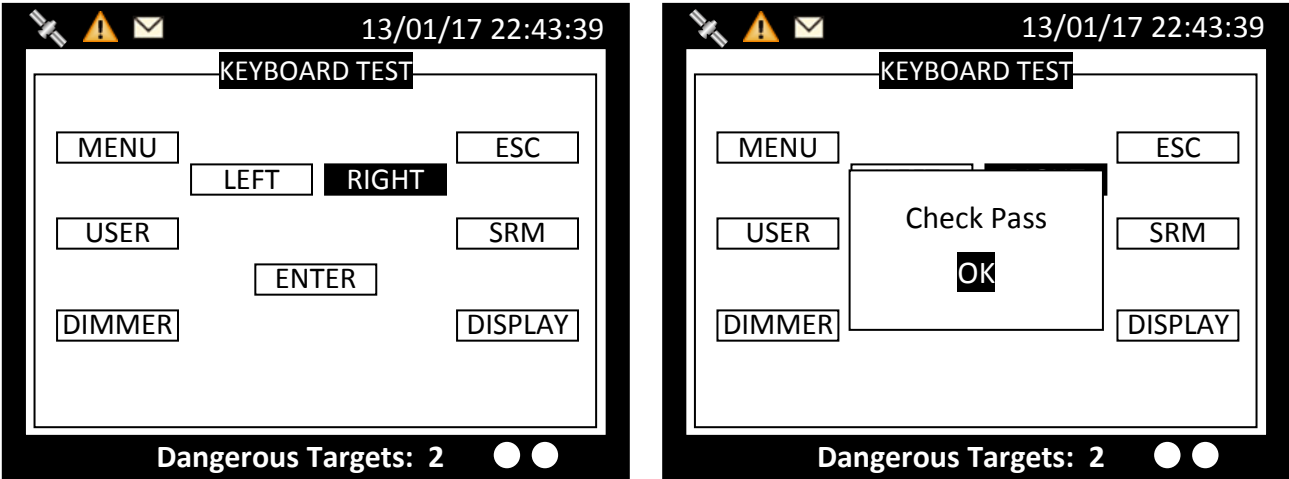 13/01/17 22:43:39
KEYBOARD TEST
MENU
ESC
LEFT
RIGHT
USER
SRM
ENTER
DIMMER
DISPLAY
Dangerous Targets: 2
13/01/17 22:43:39
KEYBOARD TEST
MENU
ESC
Check Pass
USER
SRM
OK
DIMMER
DISPLAY
Dangerous Targets: 2